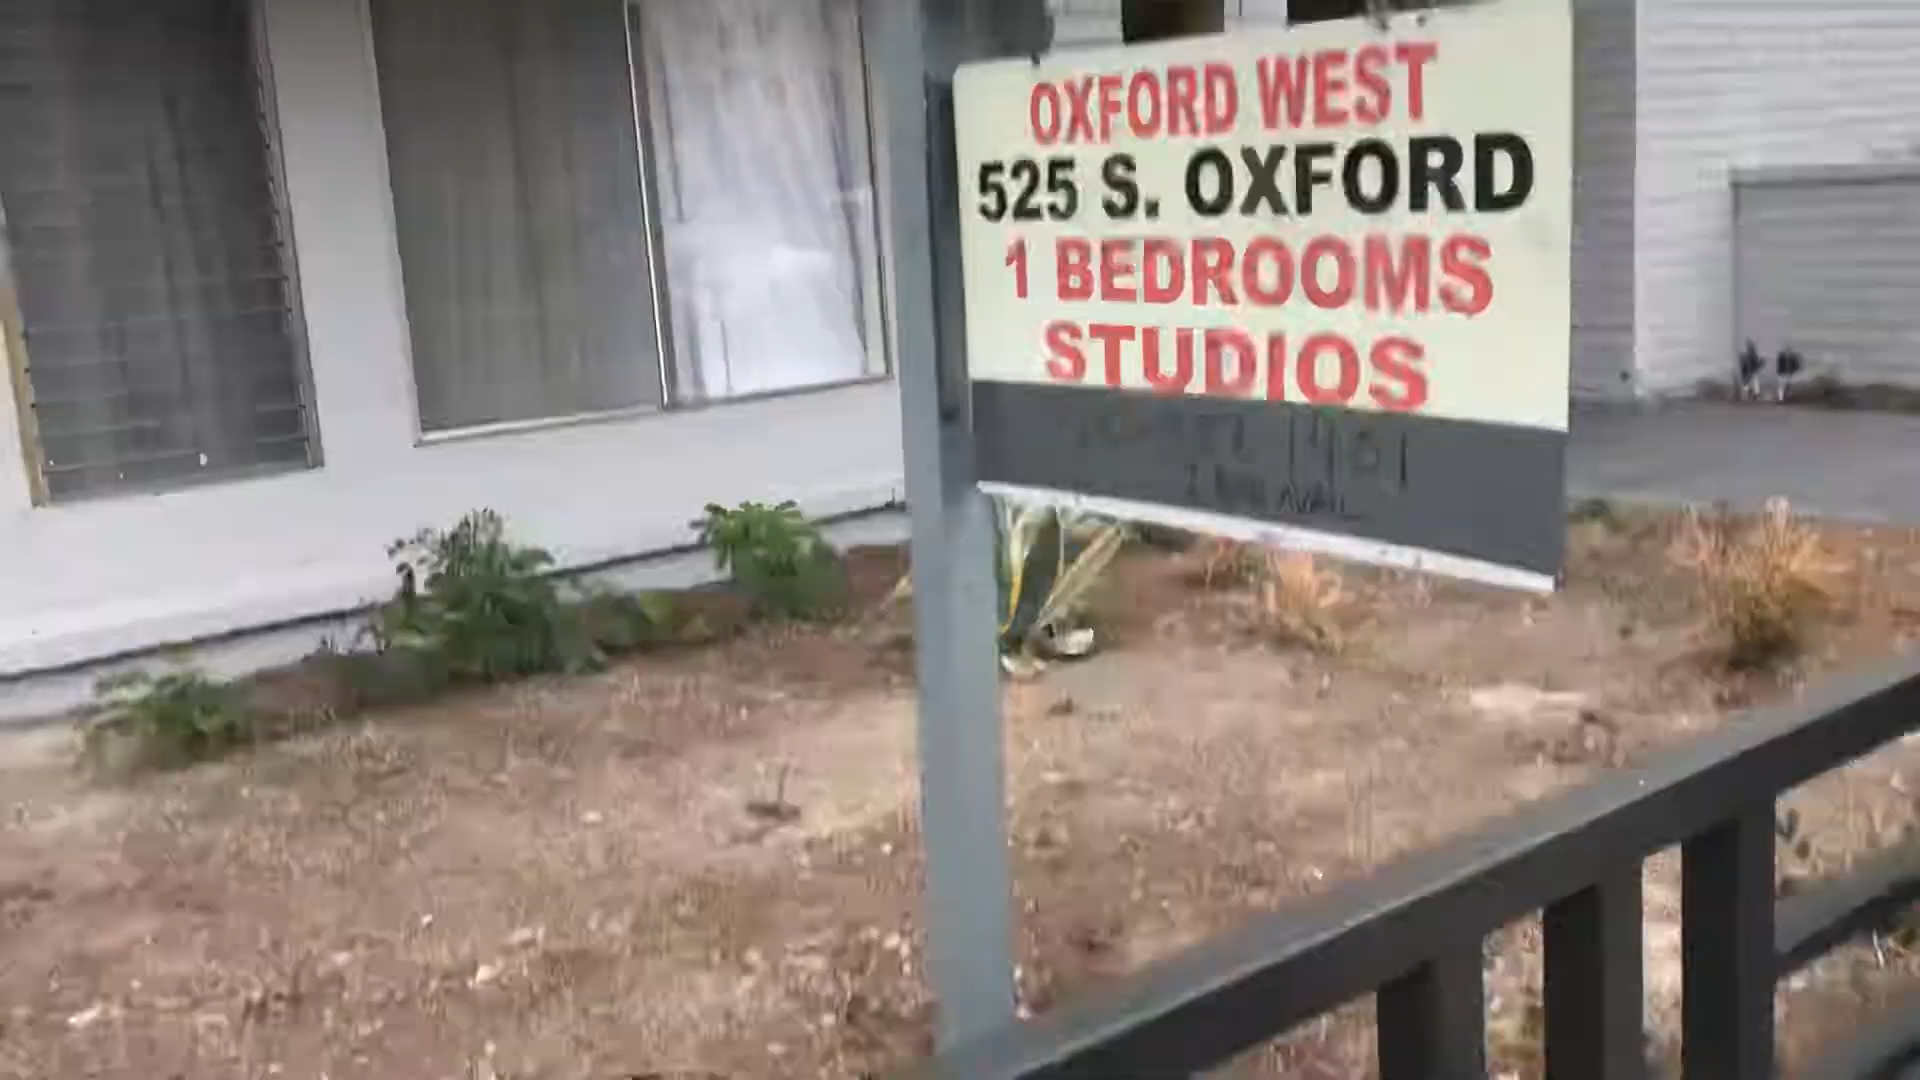 OXFORD WEST
525 S. OXFORD
1 BEDROOMS
STUDIOS